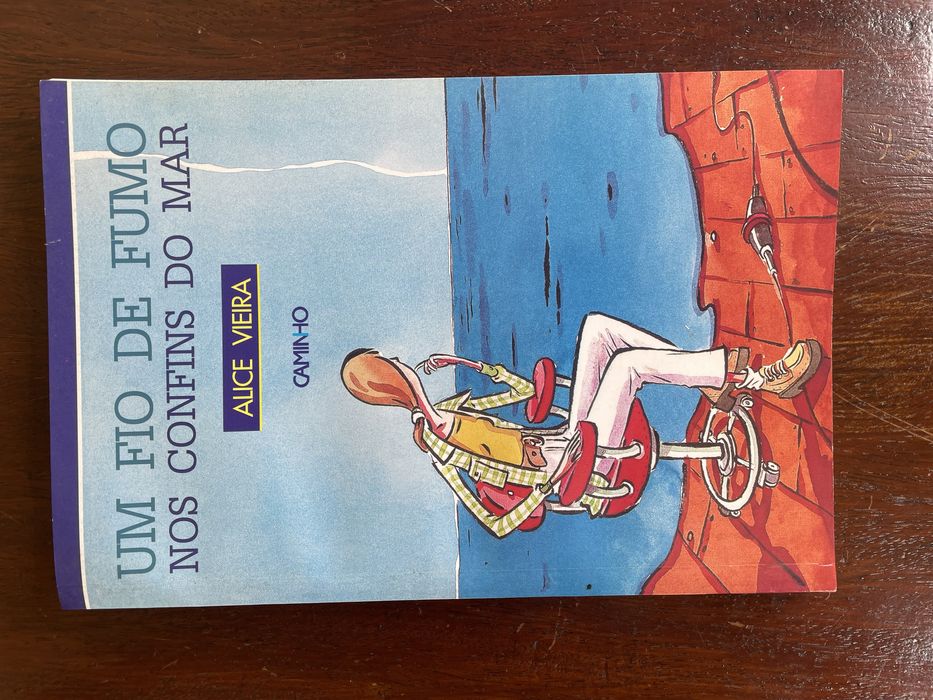 UM FIO DE FUMO
NOS CONFINS DO MAR
ALICE VIEIRA
CAMINHO